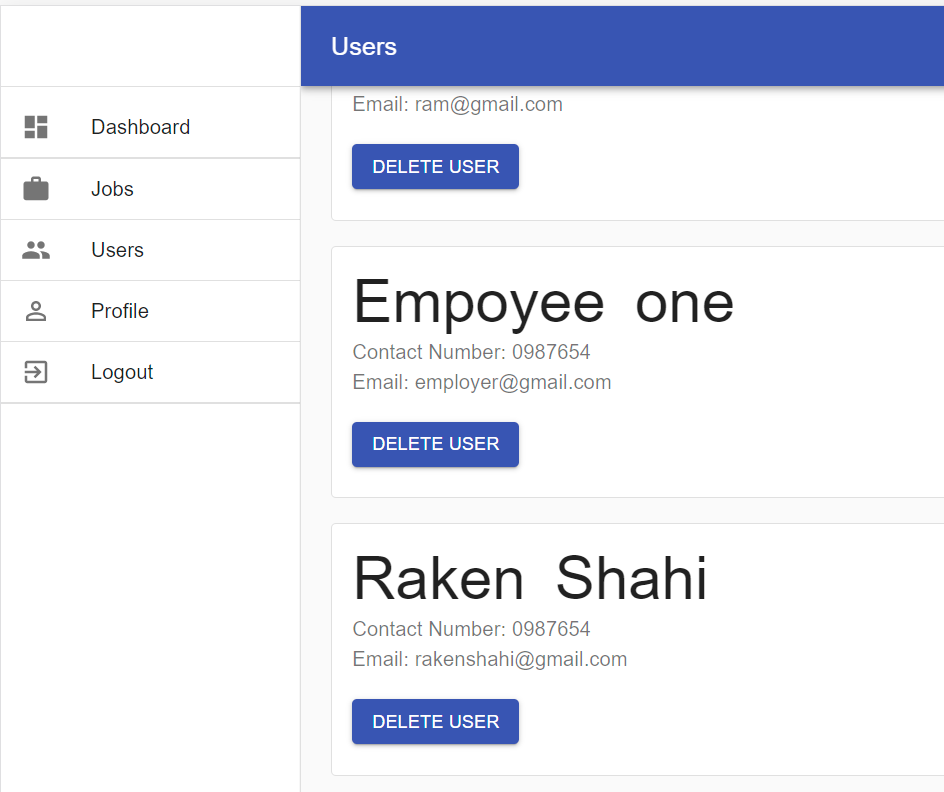 Users
Dashboard
Jobs
Users
Profile
Logout
Email: ram@gmail.com
DELETE USER
Empoyee one
Contact Number: 0987654
Email: employer@gmail.com
DELETE USER
Raken Shahi
Contact Number: 0987654
Email: rakenshahi@gmail.com
DELETE USER